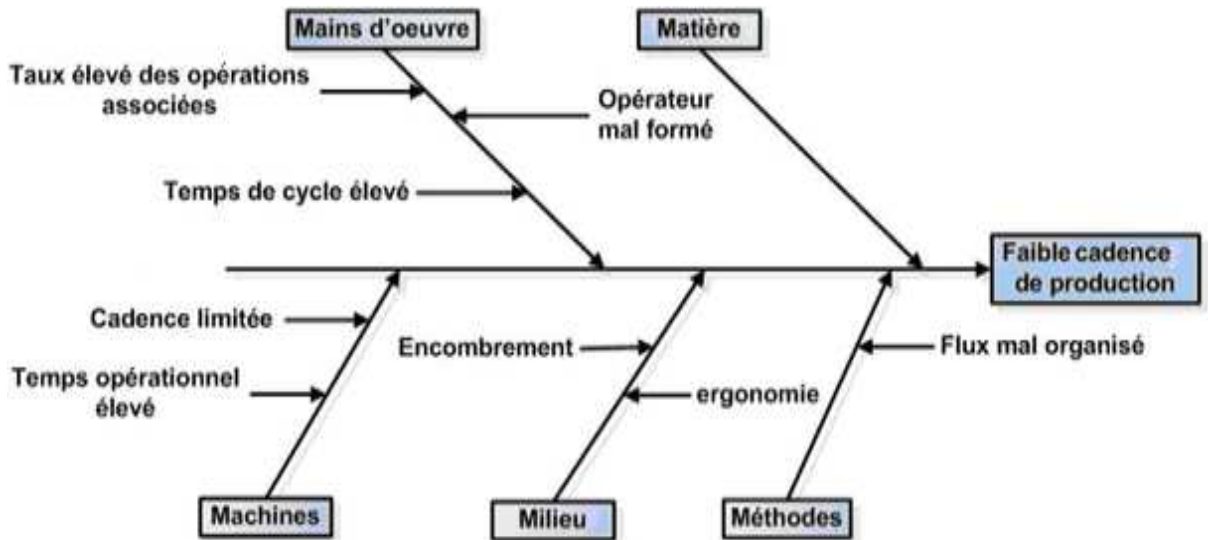 Mains d'oeuvre
Matière
Taux élevé des opérations
associées
Opérateur
mal formé
Temps de cycle élevé
Faible cadence
de production
Cadence limitée
Encombrement
Flux mal organisé
Temps opérationnel
élevé
ergonomie
Machines
Milieu
Méthodes